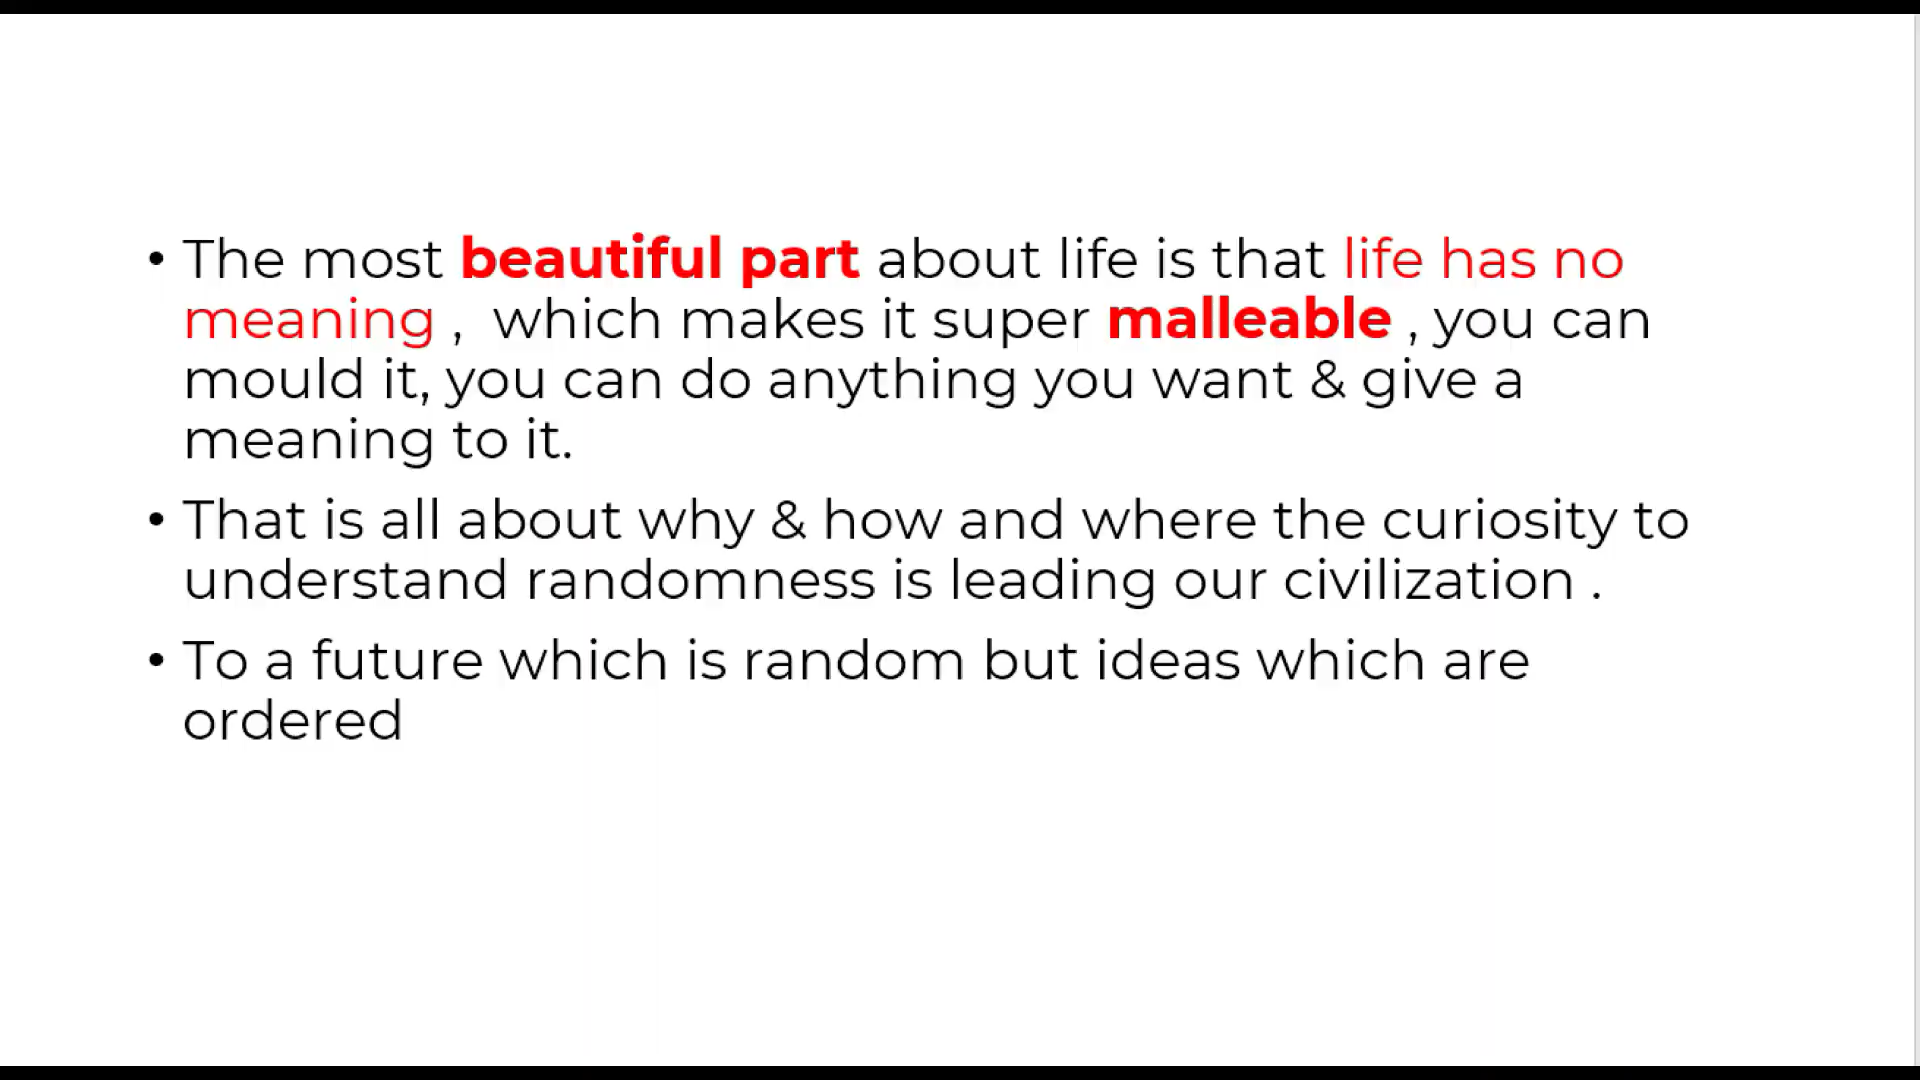 • The most beautiful part about life is that life has no
meaning ,  which makes it super malleable , you can
mould it, you can do anything you want & give a
meaning to it.
• That is all about why & how and where the curiosity to
understand randomness is leading our civilization .
• To a future which is random but ideas which are
ordered